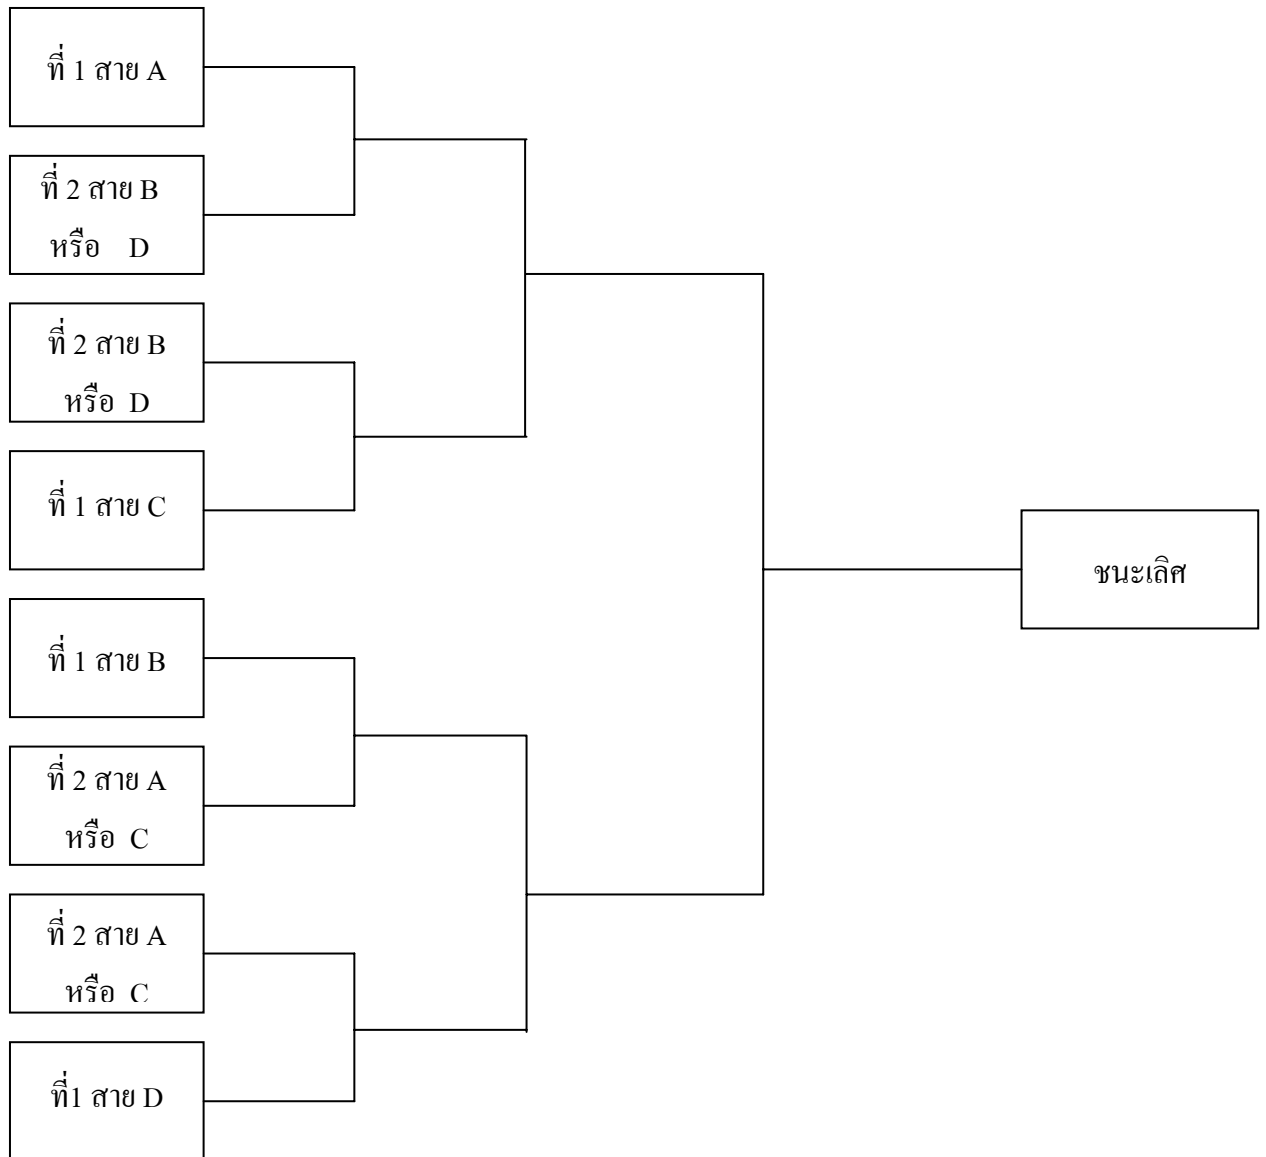 ที่ 1 สาย A
ที่ 2 สาย B
หรือ D
ที่ 2 สาย B
หรือ D
ที่ 1 สาย C
ที่ 1 สาย B
ที่ 2 สาย A
หรือ C
ที่ 2 สาย A
หรือ C
ที่1 สาย D
ชนะเลิศ